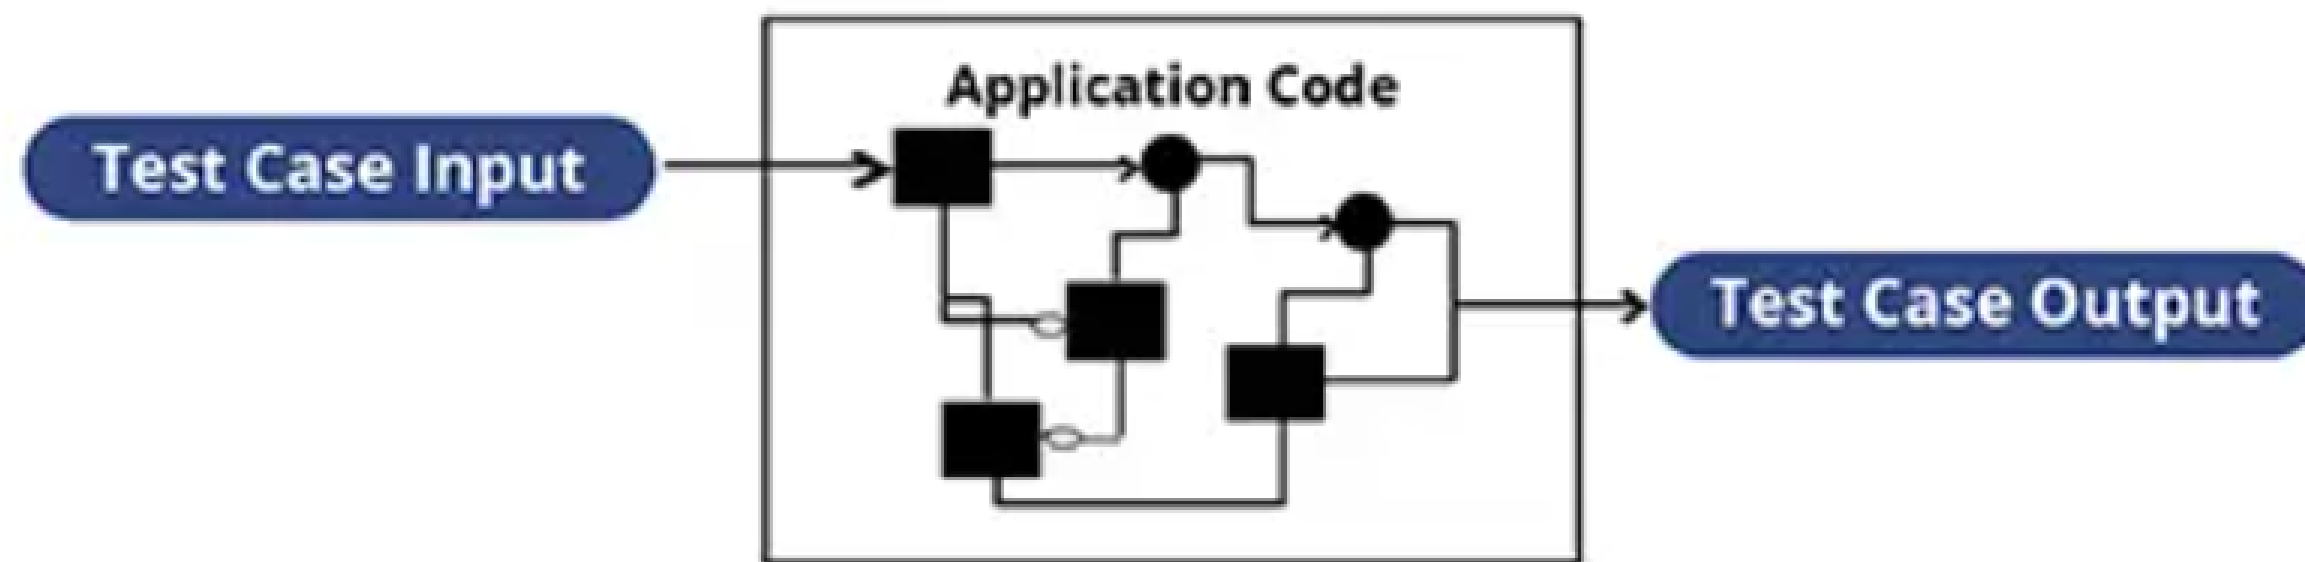 Application Code
Test Case Input
Test Case Output